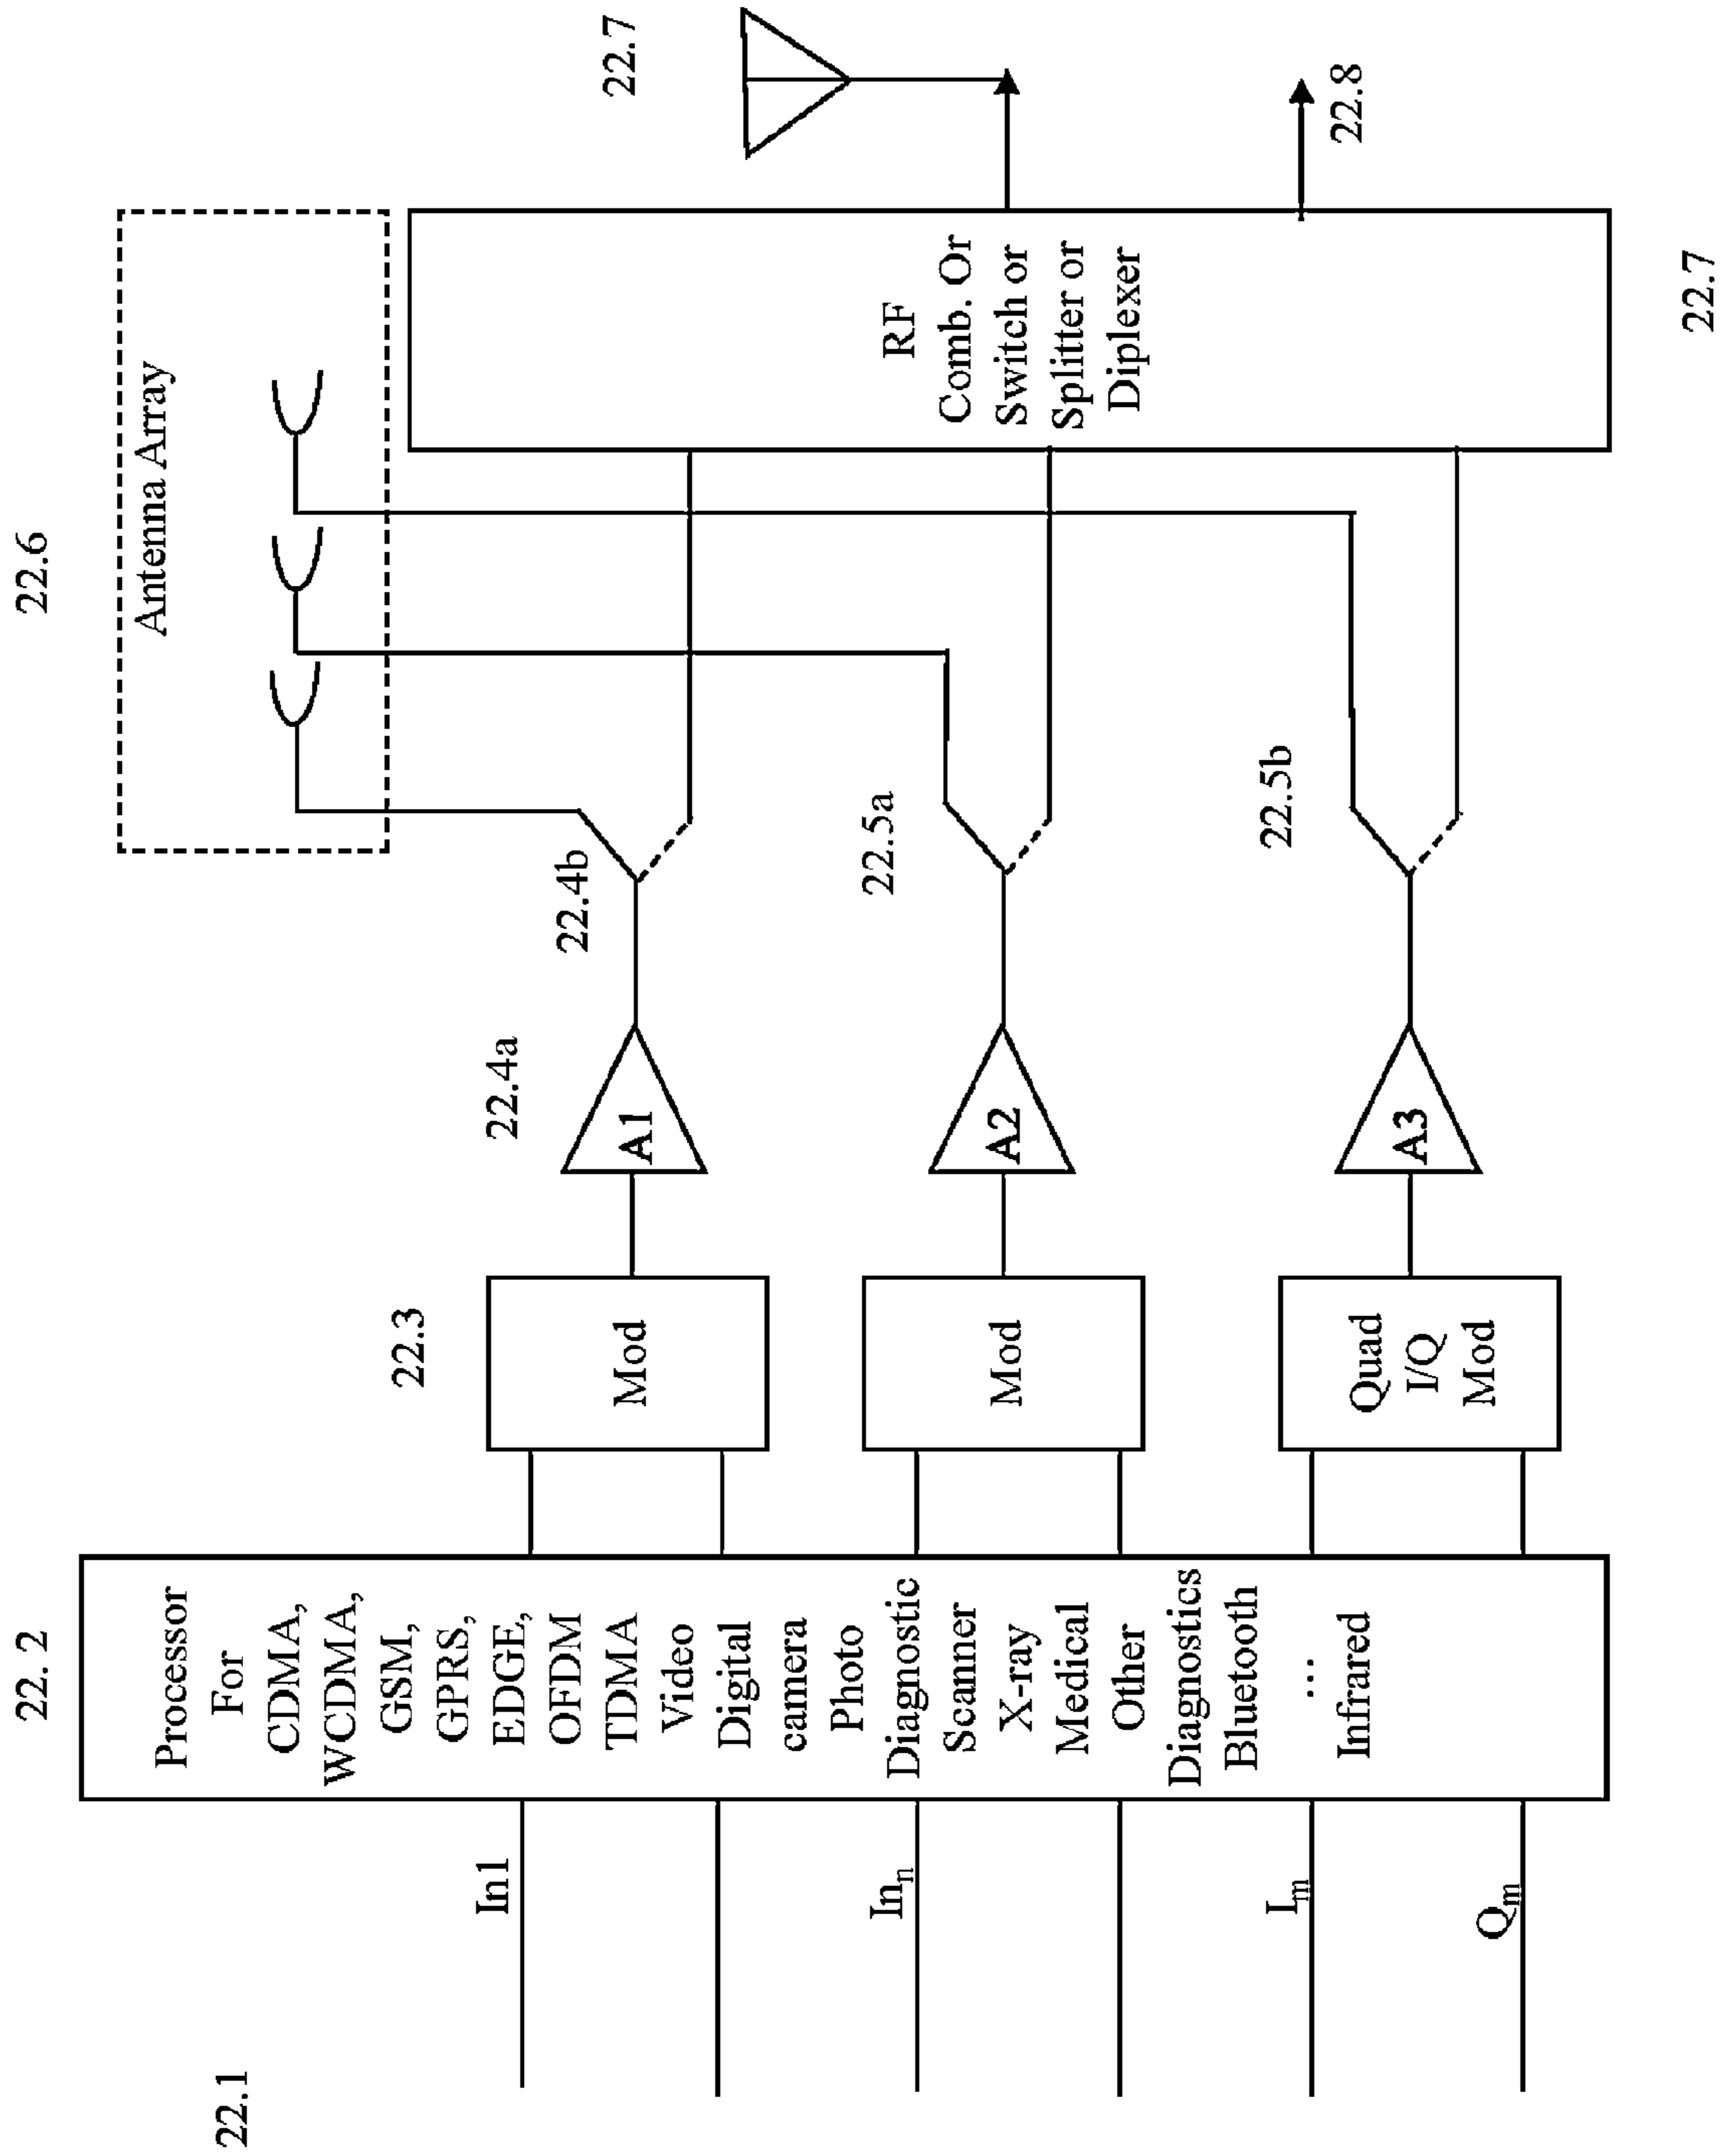 22.1
In1
In_n
I_m
Q_m
22. 2
Processor
For
CDMA,
WCDMA,
GSM,
GPRS,
EDGE,
OFDM
TDMA
Video
Digital
camera
Photo
Diagnostic
Scanner
X-ray
Medical
Other
Diagnostics
Bluetooth
...
Infrared
22.3
Mod
Mod
Quad
I/Q
Mod
22.4a
A1
A2
A3
22.4b
22.5a
22.5b
22.6
Antenna Array
RF
Comb. Or
Switch or
Splitter or
Diplexer
22.7
22.7
22.8